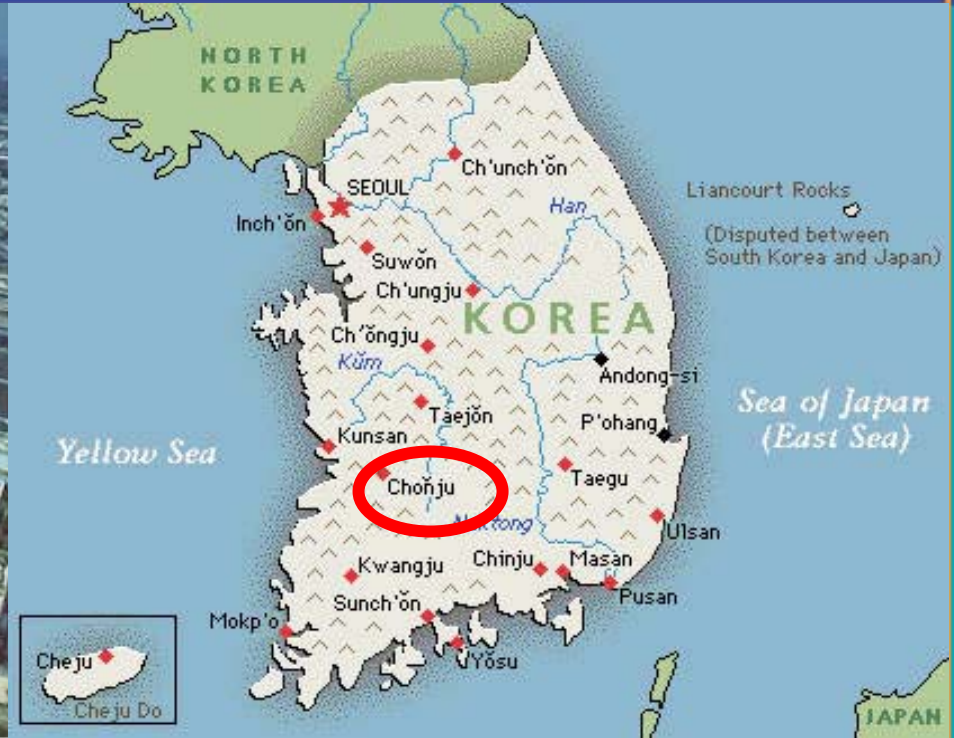 NORTH
KOREA
Ch'unch'ŏn
SEOUL
Liancourt Rocks
Han
Inch'ŏn
(Disputed between
South Korea and Japan)
Suwŏn
Ch'ungju
KOREA
Ch'ŏngju
Kŭm
Andong-si
Taejŏn
Sea of Japan
(East Sea)
P'ohang
Kunsan
Yellow Sea
Taegu
Choňju
Naktong
Ulsan
Kwangju
Chinju
Masan
Pusan
Sunch'ŏn
Mokp'o
Yŏsu
Cheju
Cheju Do
JAPAN